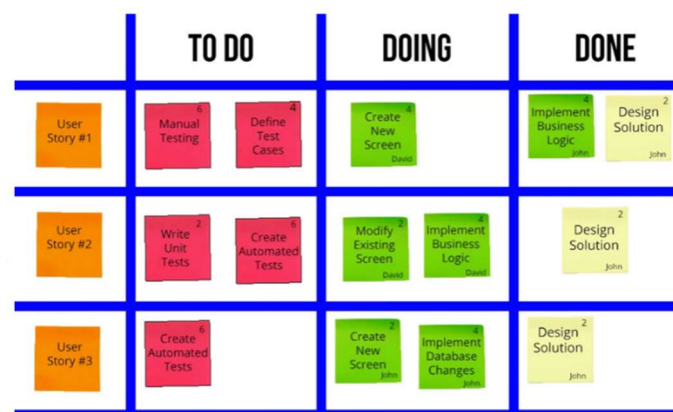 TO DO
DOING
DONE
User
Story #1
6
Manual
Testing
4
Define
Test
Cases
4
Create
New
Screen
David
4
Implement
Business
Logic
John
2
Design
Solution
John
User
Story #2
2
Write
Unit
Tests
6
Create
Automated
Tests
2
Modify
Existing
Screen
David
4
Implement
Business
Logic
David
2
Design
Solution
John
User
Story #3
6
Create
Automated
Tests
2
Create
New
Screen
John
4
Implement
Database
Changes
John
2
Design
Solution
John